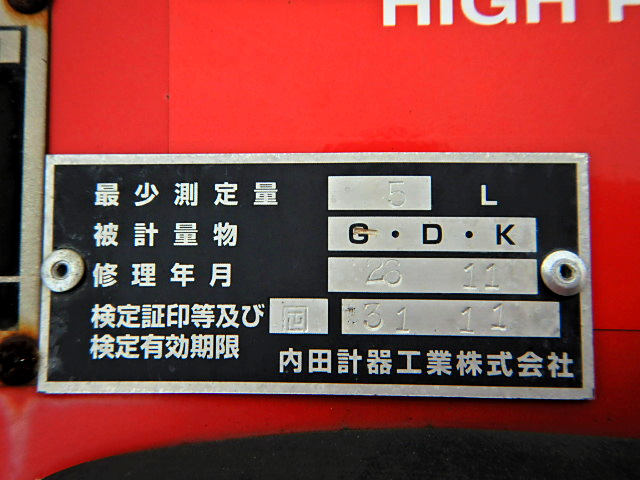 HIGH
最少測定量 5 L
被計量物 G・D・K
修理年月 26 11
検定証印等及び 31 11
検定有効期限
内田計器工業株式会社